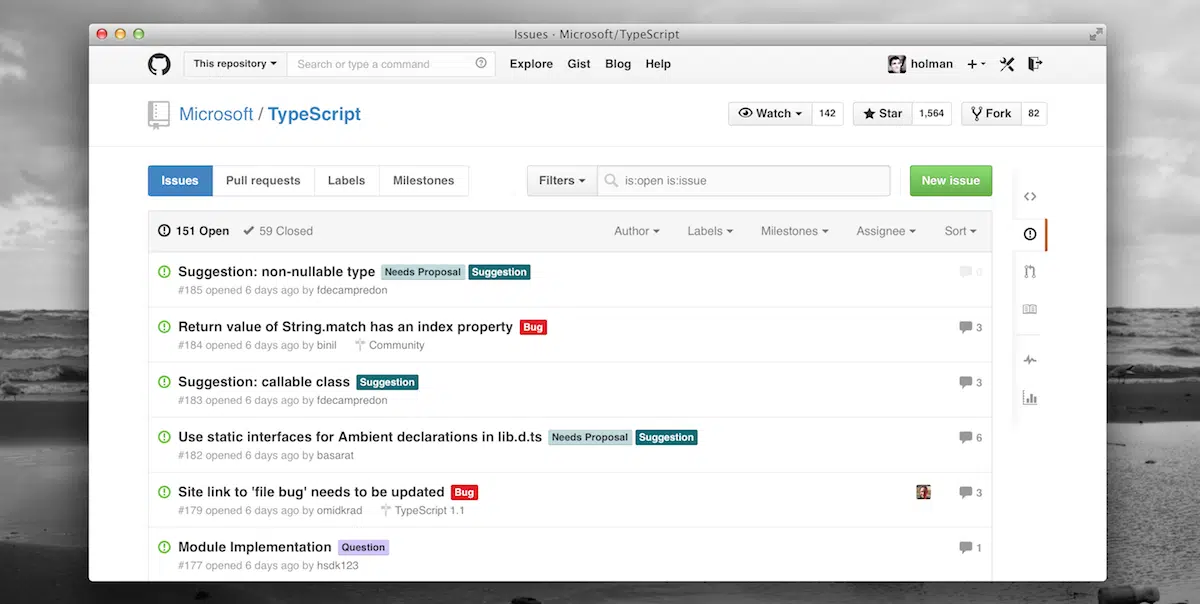 Issues · Microsoft/TypeScript
This repository Search or type a command Explore Gist Blog Help holman
Microsoft / TypeScript Watch 142 Star 1,564 Fork 82
Issues Pull requests Labels Milestones Filters is:open is:issue New issue
151 Open 59 Closed Author Labels Milestones Assignee Sort
Suggestion: non-nullable type Needs Proposal Suggestion 0
#185 opened 6 days ago by fdecampredon
Return value of String.match has an index property Bug 3
#184 opened 6 days ago by binil Community
Suggestion: callable class Suggestion 3
#183 opened 6 days ago by fdecampredon
Use static interfaces for Ambient declarations in lib.d.ts Needs Proposal Suggestion 6
#182 opened 6 days ago by basarat
Site link to 'file bug' needs to be updated Bug 3
#179 opened 6 days ago by omidkrad TypeScript 1.1
Module Implementation Question 1
#177 opened 6 days ago by hsdk123